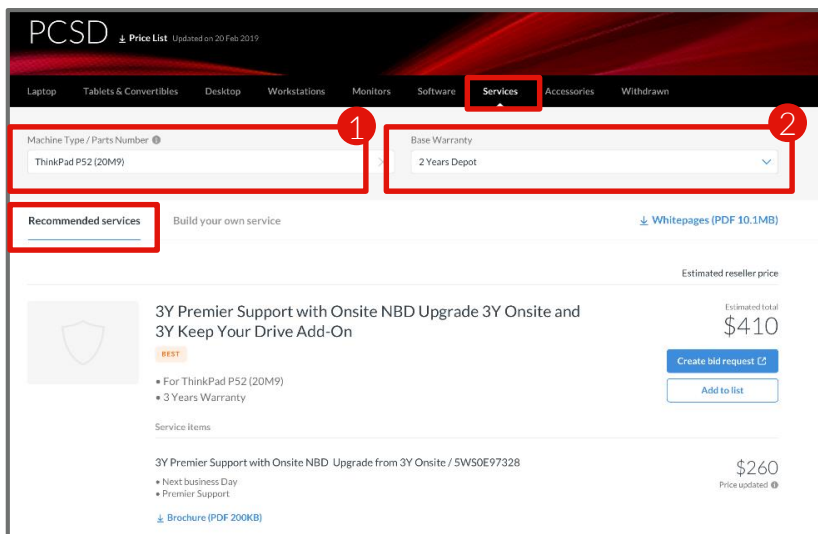 PCSD Price List Updated on 20 Feb 2019
Laptop Tablets & Convertibles Desktop Workstations Monitors Software Services Accessories Withdrawn
1
2
Machine Type / Parts Number
Base Warranty
ThinkPad P52 (20M9)
2 Years Depot
Recommended services Build your own service Whitepages (PDF 10.1MB)
Estimated reseller price
3Y Premier Support with Onsite NBD Upgrade 3Y Onsite and
3Y Keep Your Drive Add-On
BEST
• For ThinkPad P52 (20M9)
• 3 Years Warranty
Estimated total
$410
Create bid request
Add to list
Service items
3Y Premier Support with Onsite NBD Upgrade from 3Y Onsite / 5WS0E97328
• Next business Day
• Premier Support
$260
Price updated
Brochure (PDF 200KB)